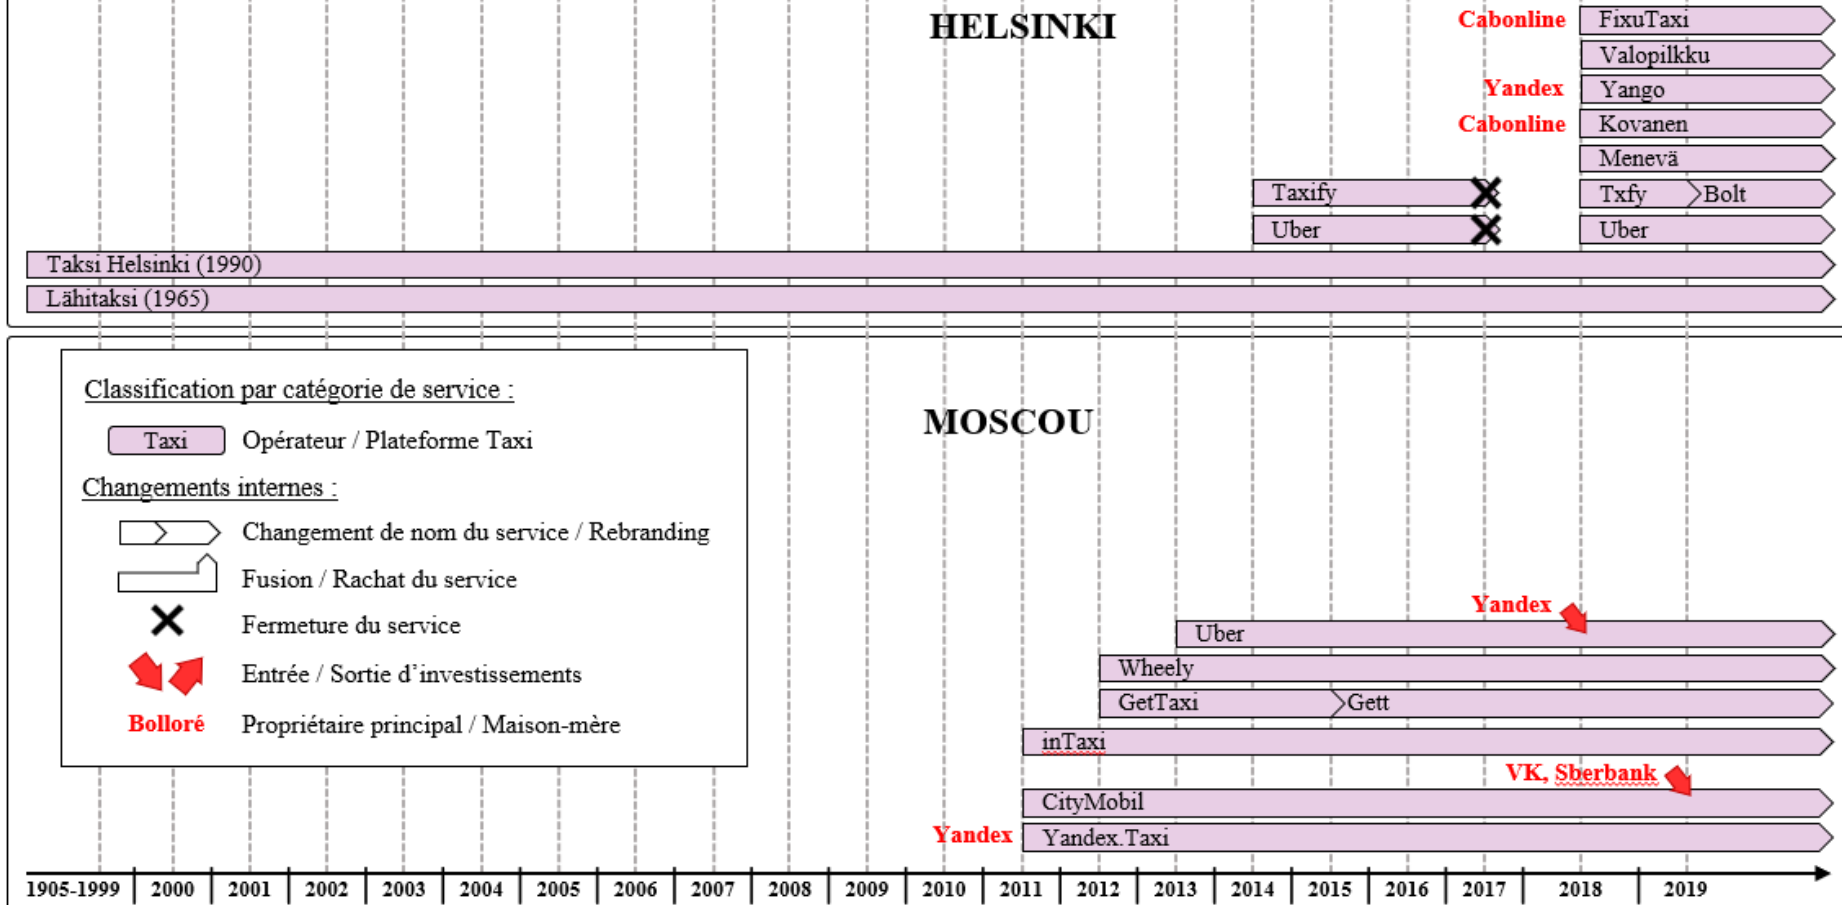 HELSINKI
Cabonline FixuTaxi
Valopilkku
Yandex Yango
Cabonline Kovanen
Menevä
Taxify Txfy Bolt
Uber Uber
Taksi Helsinki (1990)
Lähitaksi (1965)
Classification par catégorie de service :
Taxi Opérateur / Plateforme Taxi
Changements internes :
Changement de nom du service / Rebranding
Fusion / Rachat du service
Fermeture du service
Entrée / Sortie d'investissements
Bolloré Propriétaire principal / Maison-mère
MOSCOU
Yandex
Uber
Wheely
GetTaxi Gett
inTaxi
VK, Sberbank
CityMobil
Yandex Yandex.Taxi
1905-1999 2000 2001 2002 2003 2004 2005 2006 2007 2008 2009 2010 2011 2012 2013 2014 2015 2016 2017 2018 2019